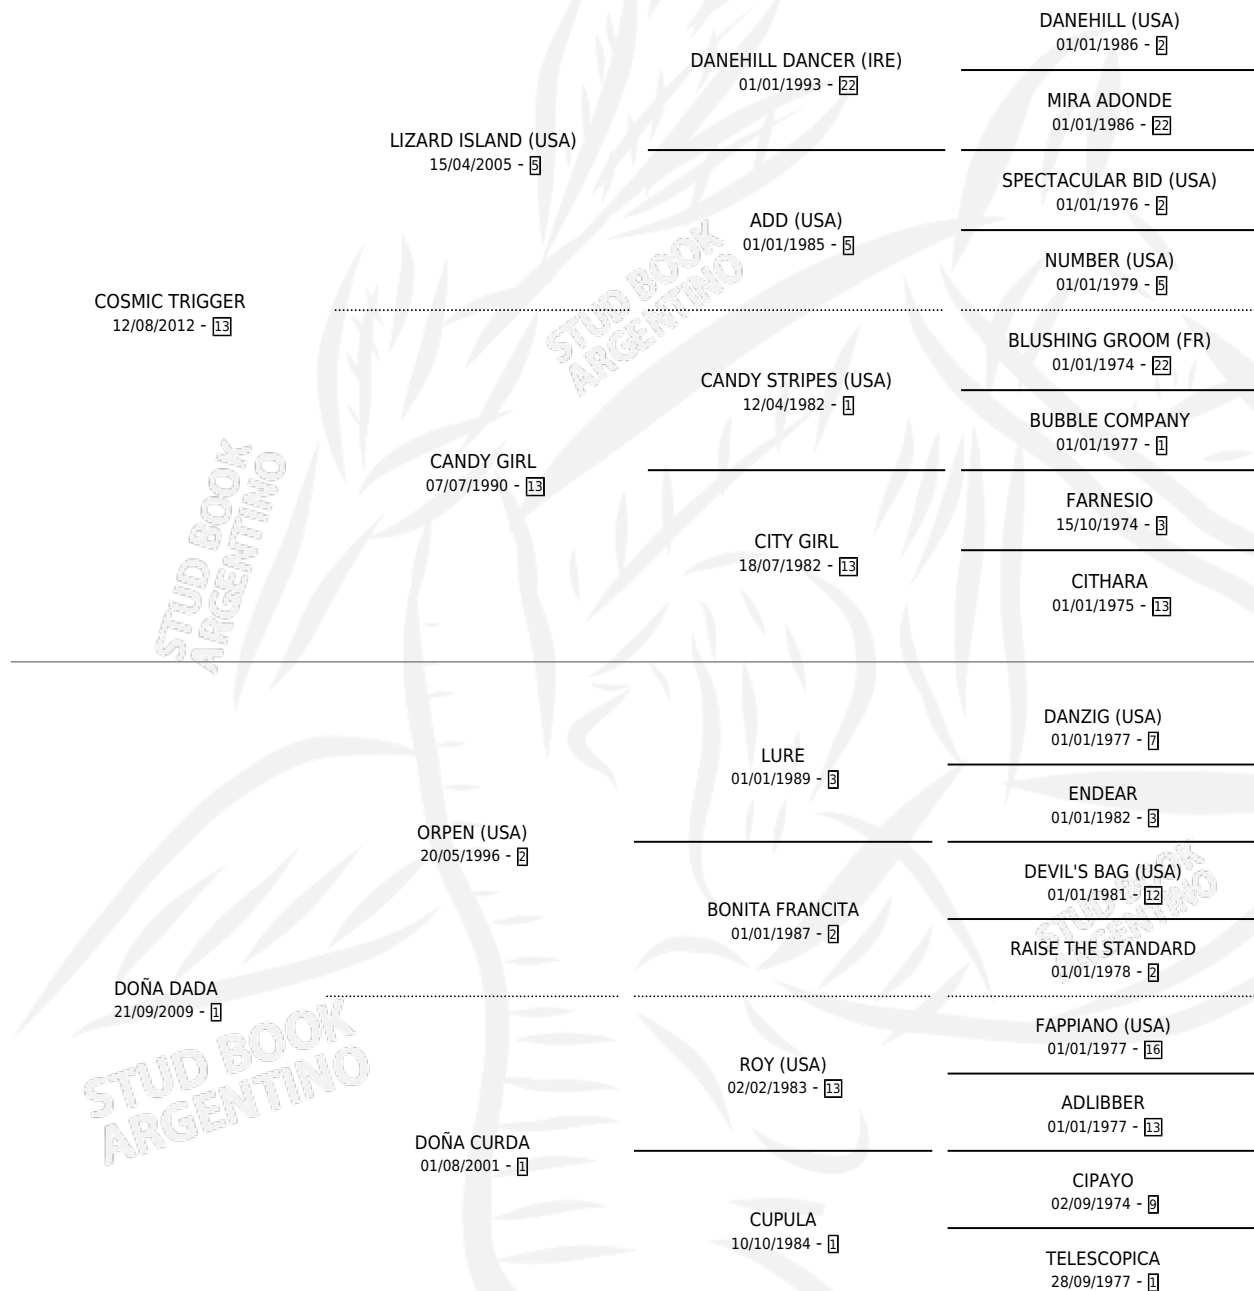 DANEHILL (USA)
01/01/1986 - 2
DANEHILL DANCER (IRE)
01/01/1993 - 22
MIRA ADONDE
01/01/1986 - 22
LIZARD ISLAND (USA)
15/04/2005 - 5
SPECTACULAR BID (USA)
01/01/1976 - 2
ADD (USA)
01/01/1985 - 5
NUMBER (USA)
01/01/1979 - 5
COSMIC TRIGGER
12/08/2012 - 13
BLUSHING GROOM (FR)
01/01/1974 - 22
CANDY STRIPES (USA)
12/04/1982 - 1
BUBBLE COMPANY
01/01/1977 - 1
CANDY GIRL
07/07/1990 - 13
FARNESIO
15/10/1974 - 3
CITY GIRL
18/07/1982 - 13
CITHARA
01/01/1975 - 13
STUD BOOK
ARGENTINO
STUD BOOK
ARGENTINO
DANZIG (USA)
01/01/1977 - 7
LURE
01/01/1989 - 3
ENDEAR
01/01/1982 - 3
ORPEN (USA)
20/05/1996 - 2
DEVIL'S BAG (USA)
01/01/1981 - 12
BONITA FRANCITA
01/01/1987 - 2
RAISE THE STANDARD
01/01/1978 - 2
DOÑA DADA
21/09/2009 - 1
FAPPIANO (USA)
01/01/1977 - 16
ROY (USA)
02/02/1983 - 13
ADLIBBER
01/01/1977 - 13
DOÑA CURDA
01/08/2001 - 1
CIPAYO
02/09/1974 - 9
CUPULA
10/10/1984 - 1
TELESCOPICA
28/09/1977 - 1
STUD BOOK
ARGENTINO
STUD BOOK
ARGENTINO